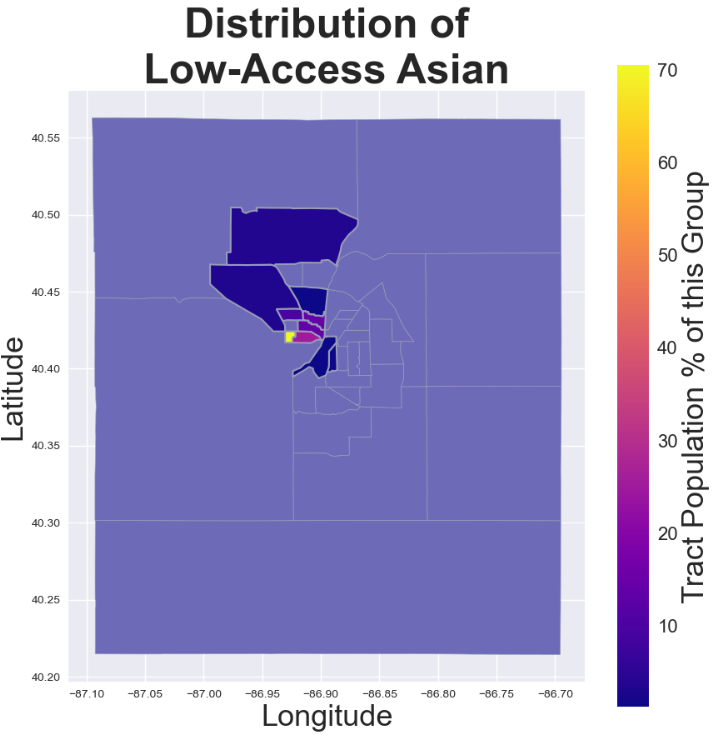 Distribution of
Low-Access Asian
70
60
50
40
30
20
10
Tract Population % of this Group
40.55
40.50
40.45
40.40
40.35
40.30
40.25
40.20
Latitude
−87.10 −87.05 −87.00 −86.95 −86.90 −86.85 −86.80 −86.75 −86.70
Longitude